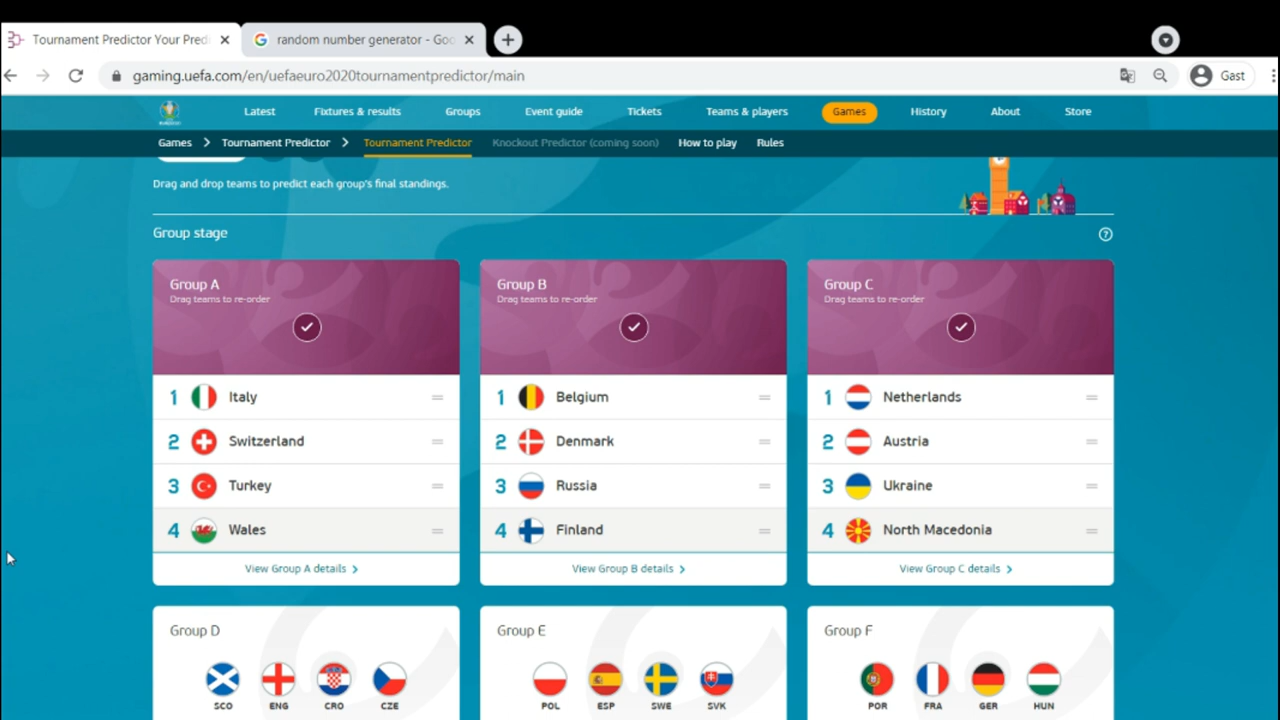 Tournament Predictor Your Pred
random number generator - Goo
gaming.uefa.com/en/uefaeuro2020tournamentpredictor/main
Gast
Latest
Fixtures & results
Groups
Event guide
Tickets
Teams & players
Games
History
About
Store
Games
Tournament Predictor
Tournament Predictor
Knockout Predictor (coming soon)
How to play
Rules
Drag and drop teams to predict each group's final standings.
Group stage
?
Group A
Drag teams to re-order
1 Italy
2 Switzerland
3 Turkey
4 Wales
View Group A details
Group B
Drag teams to re-order
1 Belgium
2 Denmark
3 Russia
4 Finland
View Group B details
Group C
Drag teams to re-order
1 Netherlands
2 Austria
3 Ukraine
4 North Macedonia
View Group C details
Group D
SCO ENG CRO CZE
Group E
POL ESP SWE SVK
Group F
POR FRA GER HUN